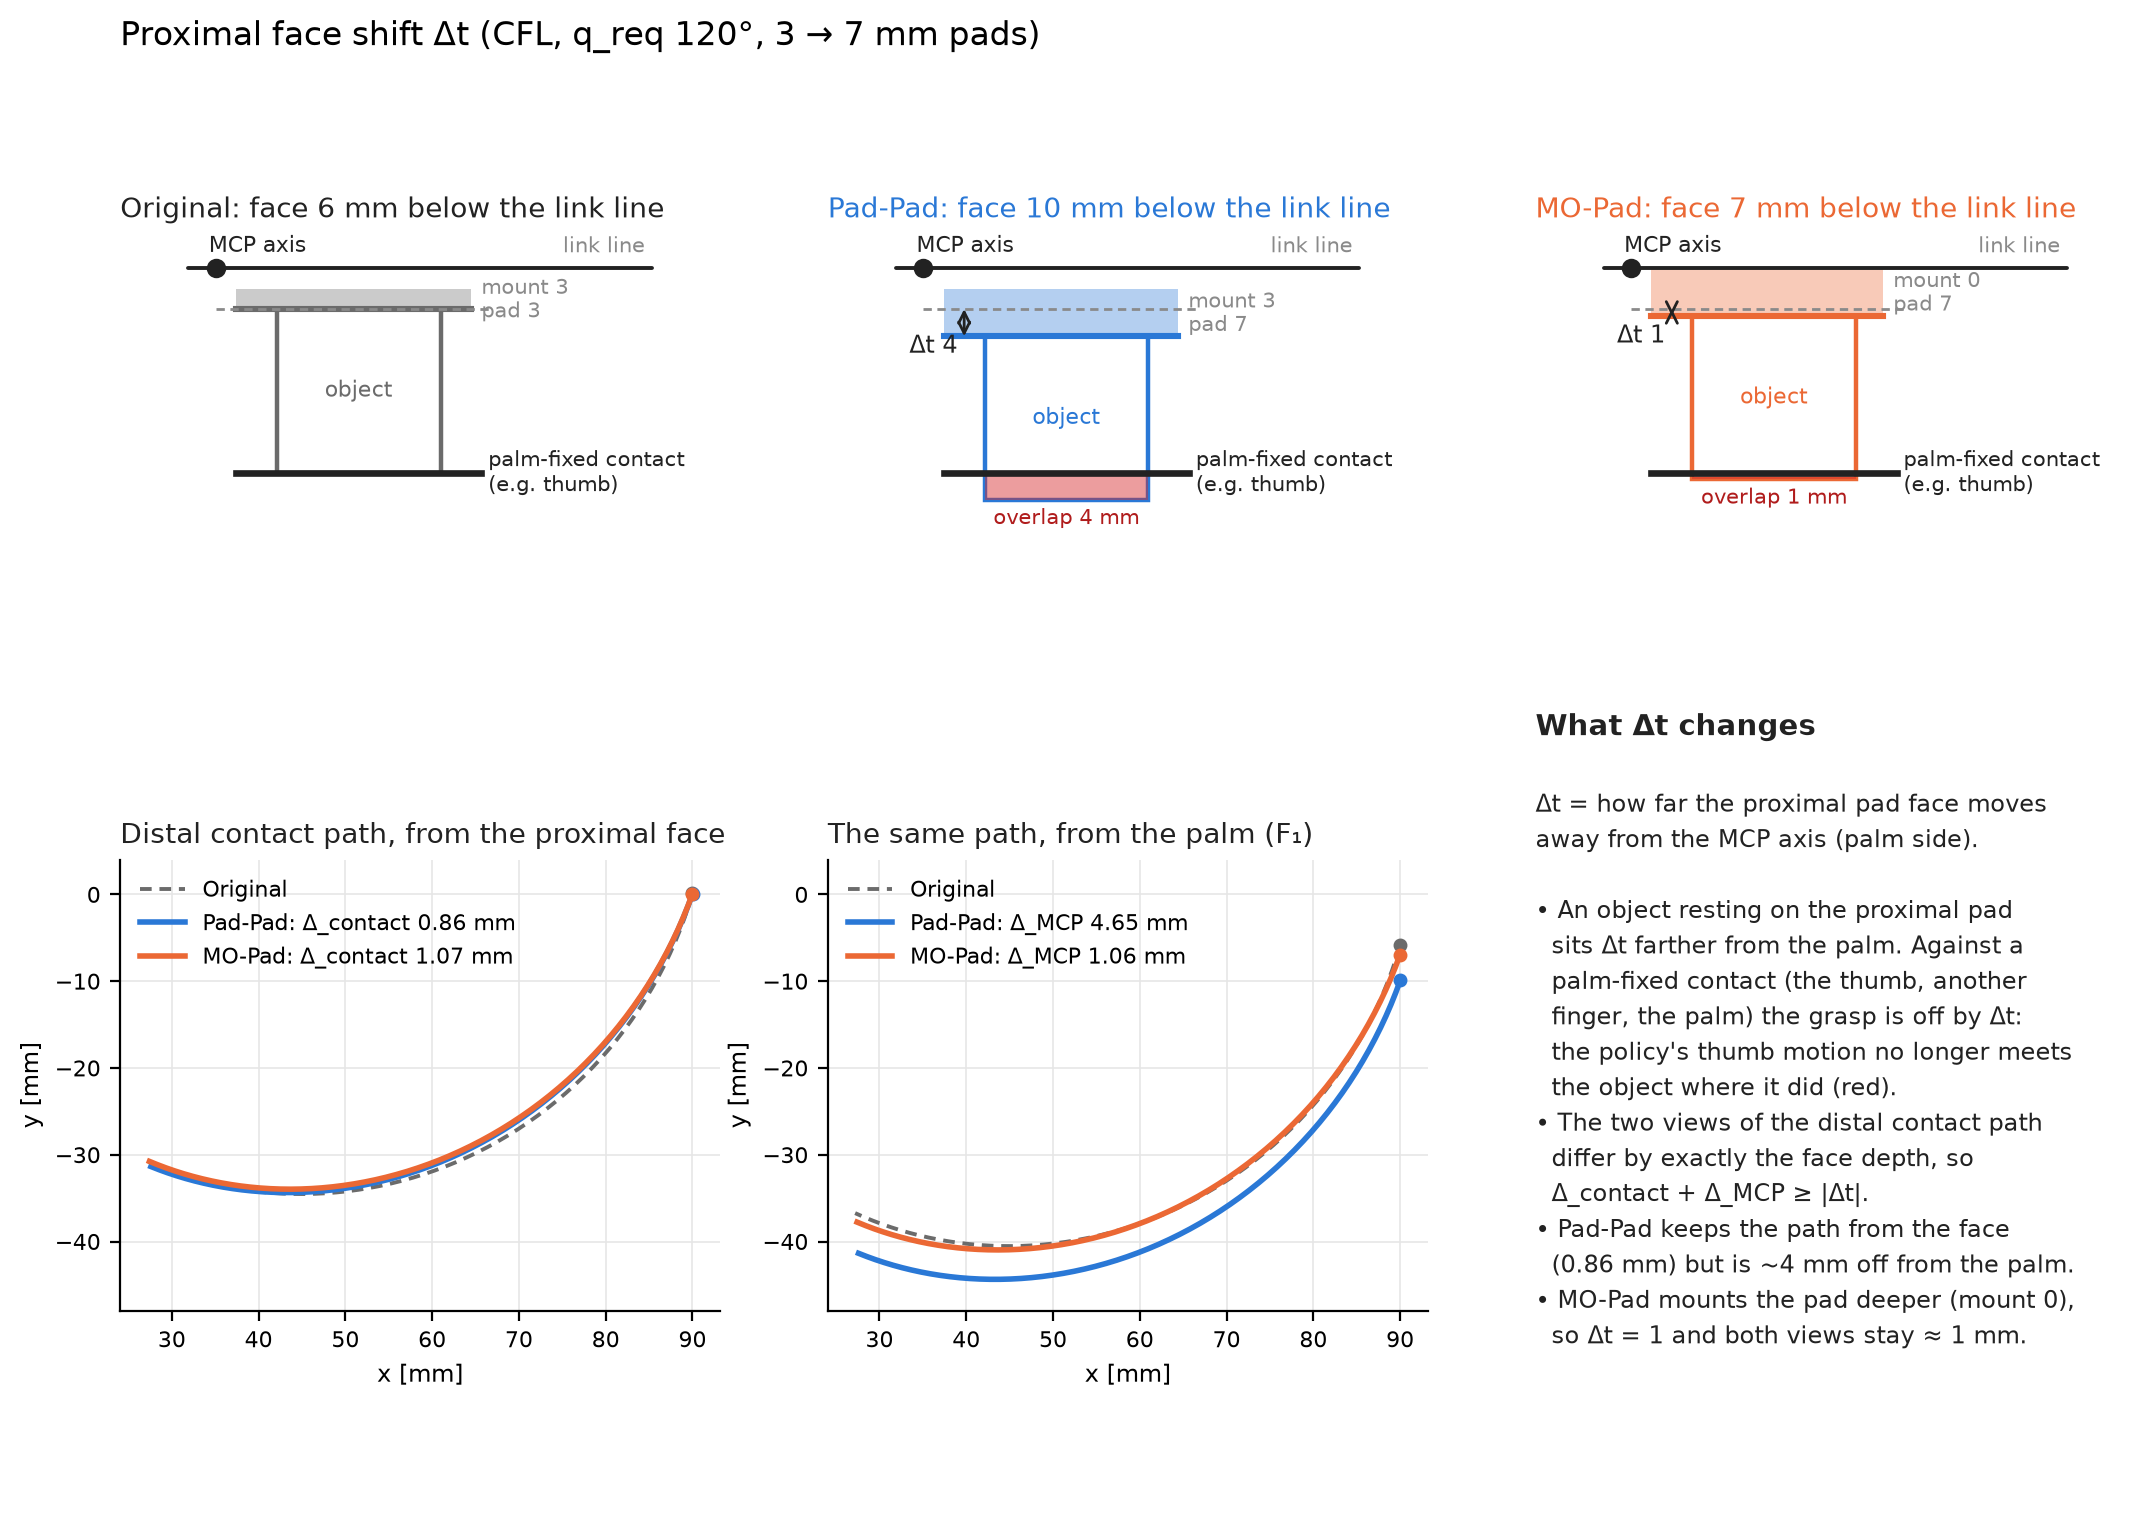 Proximal face shift Δt (CFL, q_req 120°, 3 → 7 mm pads)
Original: face 6 mm below the link line
MCP axis
link line
mount 3
pad 3
object
palm-fixed contact
(e.g. thumb)
Pad-Pad: face 10 mm below the link line
MCP axis
link line
mount 3
pad 7
Δt 4
object
palm-fixed contact
(e.g. thumb)
overlap 4 mm
MO-Pad: face 7 mm below the link line
MCP axis
link line
mount 0
pad 7
Δt 1
object
palm-fixed contact
(e.g. thumb)
overlap 1 mm
Distal contact path, from the proximal face
Original
Pad-Pad: Δ_contact 0.86 mm
MO-Pad: Δ_contact 1.07 mm
y [mm]
0
−10
−20
−30
−40
30 40 50 60 70 80 90
x [mm]
The same path, from the palm (F₁)
Original
Pad-Pad: Δ_MCP 4.65 mm
MO-Pad: Δ_MCP 1.06 mm
y [mm]
0
−10
−20
−30
−40
30 40 50 60 70 80 90
x [mm]
What Δt changes
Δt = how far the proximal pad face moves
away from the MCP axis (palm side).
• An object resting on the proximal pad
sits Δt farther from the palm. Against a
palm-fixed contact (the thumb, another
finger, the palm) the grasp is off by Δt:
the policy's thumb motion no longer meets
the object where it did (red).
• The two views of the distal contact path
differ by exactly the face depth, so
Δ_contact + Δ_MCP ≥ |Δt|.
• Pad-Pad keeps the path from the face
(0.86 mm) but is ~4 mm off from the palm.
• MO-Pad mounts the pad deeper (mount 0),
so Δt = 1 and both views stay ≈ 1 mm.